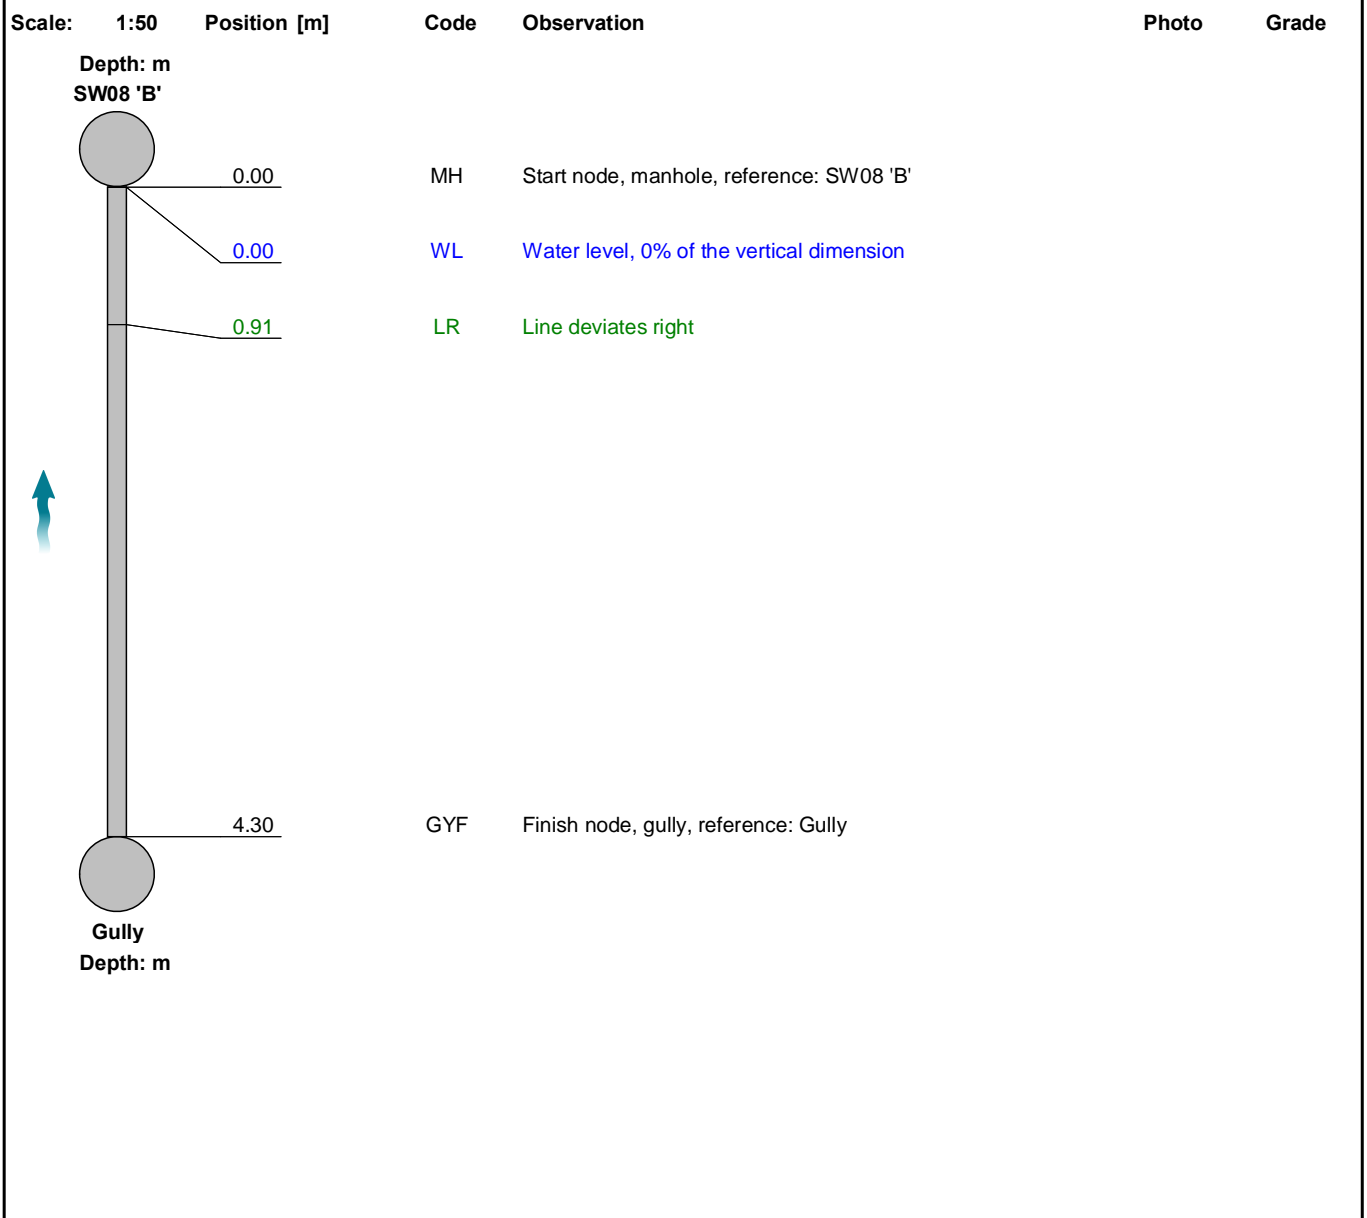 Scale: 1:50 Position [m] Code Observation Photo Grade
Depth: m
SW08 'B'
0.00 MH Start node, manhole, reference: SW08 'B'
0.00 WL Water level, 0% of the vertical dimension
0.91 LR Line deviates right
4.30 GYF Finish node, gully, reference: Gully
Gully
Depth: m